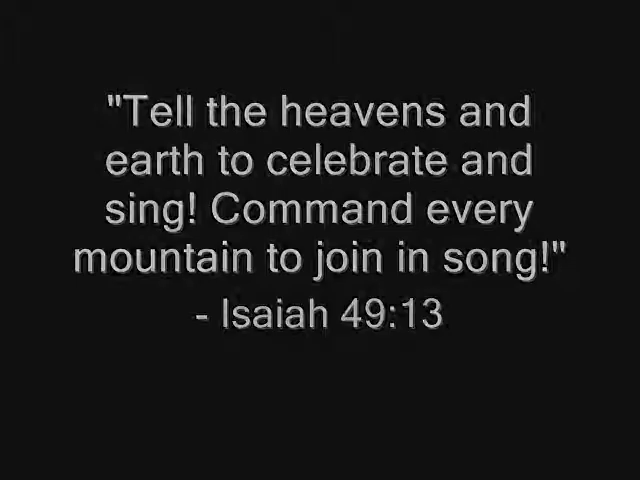 "Tell the heavens and
earth to celebrate and
sing! Command every
mountain to join in song!"
- Isaiah 49:13